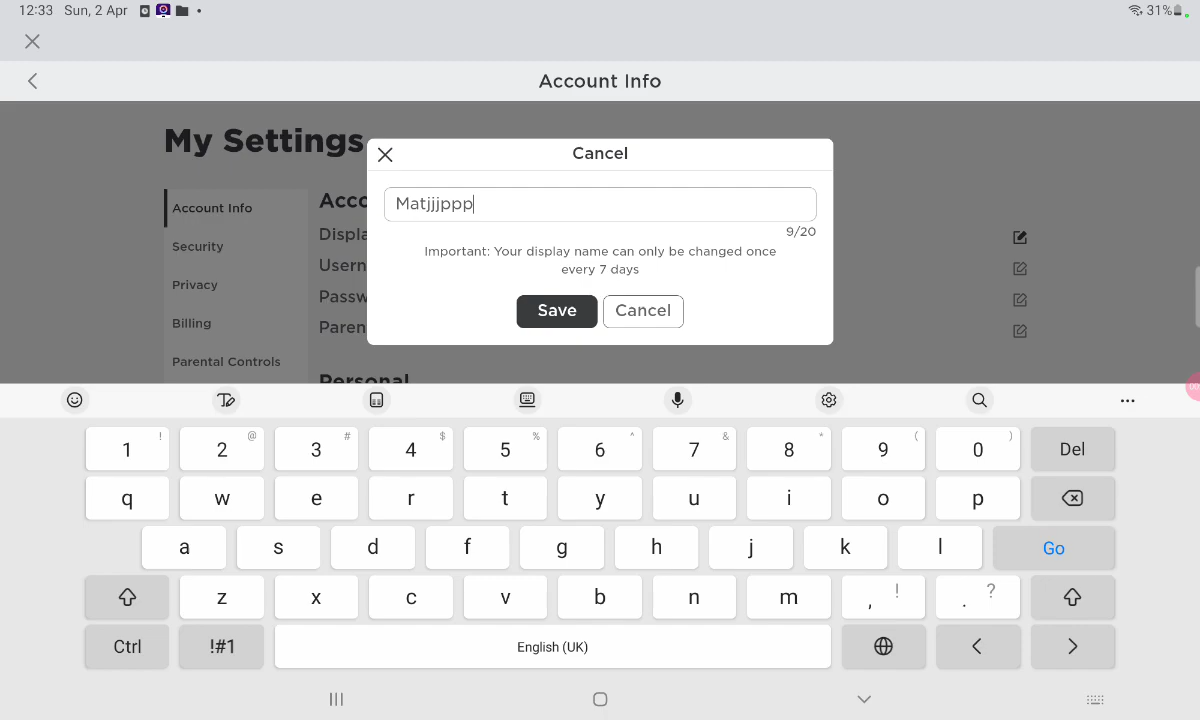 12:33 Sun, 2 Apr
31%
Account Info
My Settings
Cancel
Matjjjppp
9/20
Important: Your display name can only be changed once
every 7 days
Save Cancel
Account Info
Security
Privacy
Billing
Parental Controls
Acco
Displa
Usern
Passw
Paren
Personal
1 ! 2 @ 3 # 4 $ 5 % 6 ^ 7 & 8 * 9 ( 0 ) Del
q w e r t y u i o p
a s d f g h j k l Go
z x c v b n m , ! . ?
Ctrl !#1 English (UK)